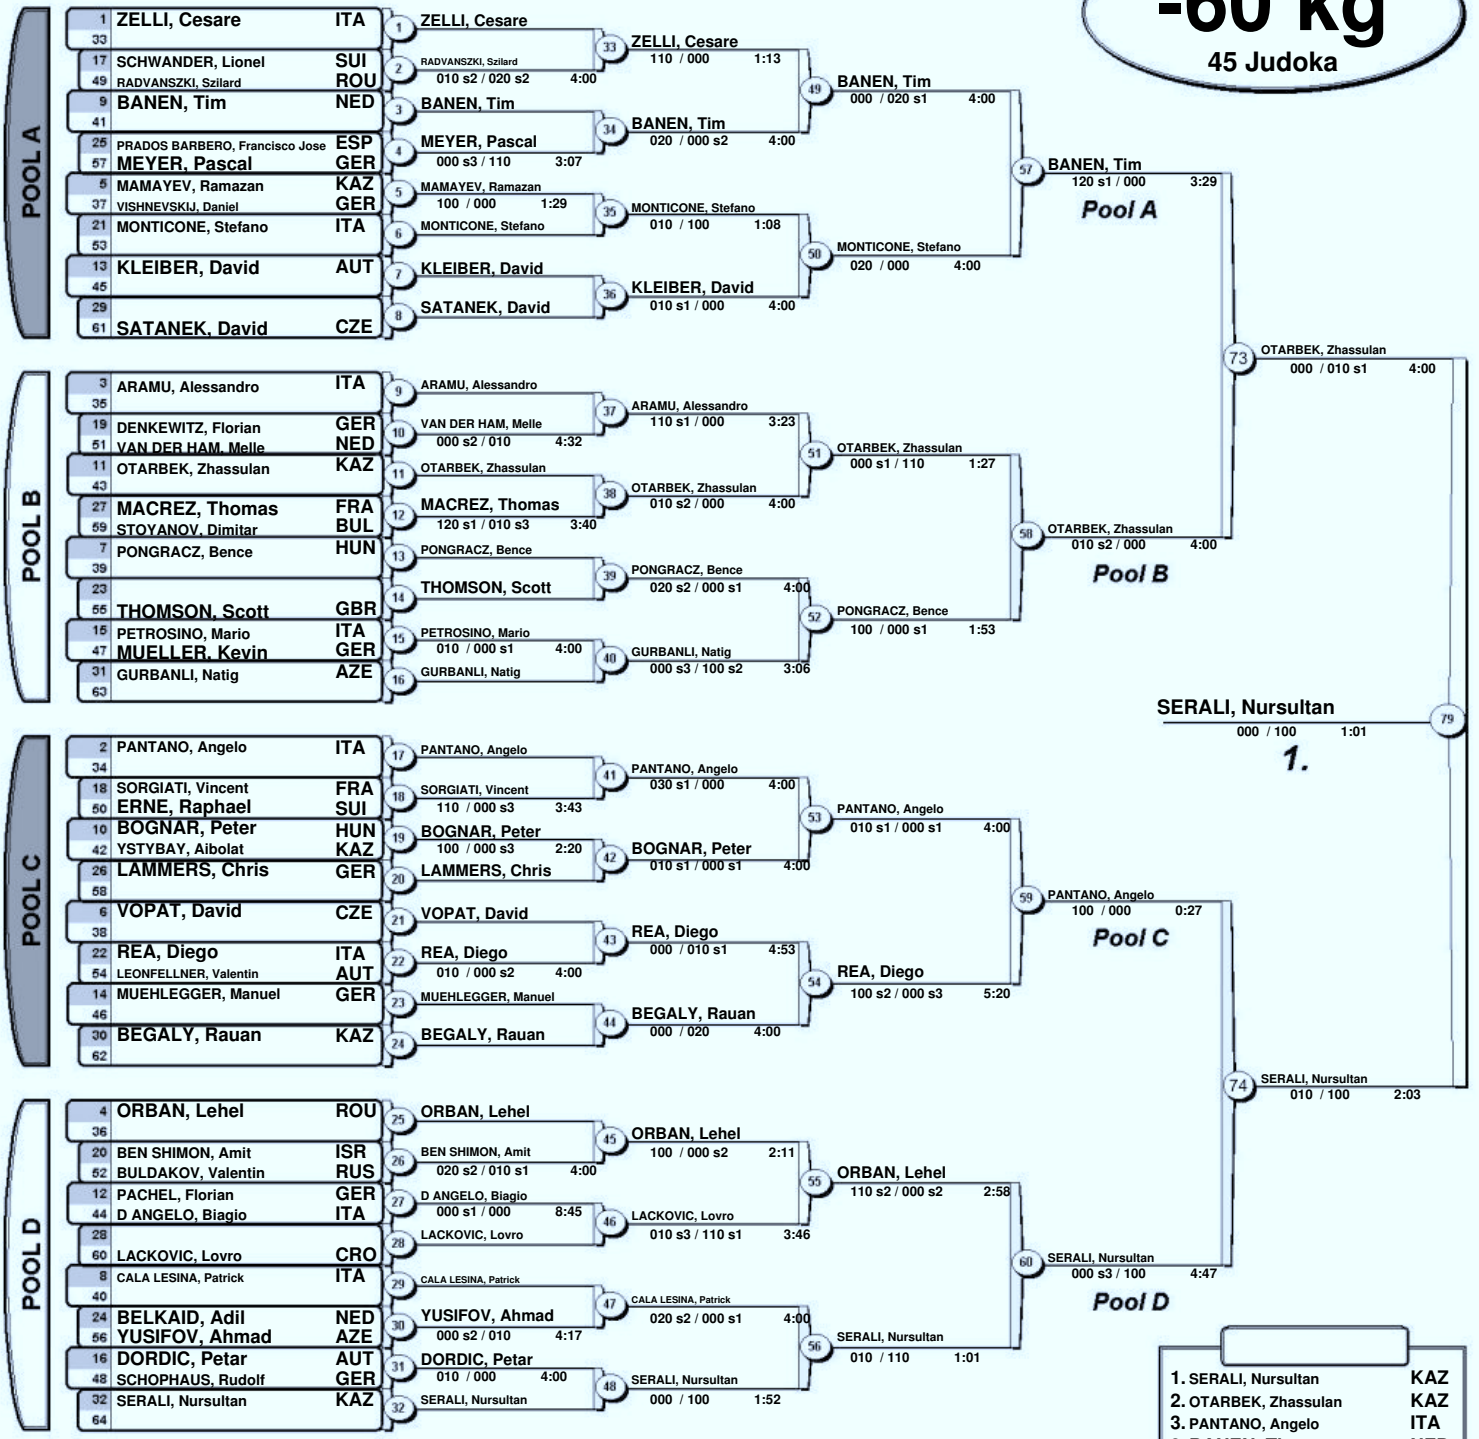 -60 kg
45 Judoka
POOL A
1 ZELLI, Cesare ITA
33
17 SCHWANDER, Lionel SUI
49 RADVANSZKI, Szilard ROU
9 BANEN, Tim NED
41
25 PRADOS BARBERO, Francisco Jose ESP
57 MEYER, Pascal GER
5 MAMAYEV, Ramazan KAZ
37 VISHNEVSKIJ, Daniel GER
21 MONTICONE, Stefano ITA
53
13 KLEIBER, David AUT
45
29
61 SATANEK, David CZE
1 ZELLI, Cesare
2 RADVANSZKI, Szilard
010 s2 / 020 s2 4:00
3 BANEN, Tim
4 MEYER, Pascal
000 s3 / 110 3:07
5 MAMAYEV, Ramazan
100 / 000 1:29
6 MONTICONE, Stefano
7 KLEIBER, David
8 SATANEK, David
33 ZELLI, Cesare
110 / 000 1:13
34 BANEN, Tim
020 / 000 s2 4:00
35 MONTICONE, Stefano
010 / 100 1:08
36 KLEIBER, David
010 s1 / 000 4:00
49 BANEN, Tim
000 / 020 s1 4:00
50 MONTICONE, Stefano
020 / 000 4:00
57 BANEN, Tim
120 s1 / 000 3:29
Pool A
POOL B
3 ARAMU, Alessandro ITA
35
19 DENKEWITZ, Florian GER
51 VAN DER HAM, Melle NED
11 OTARBEK, Zhassulan KAZ
43
27 MACREZ, Thomas FRA
59 STOYANOV, Dimitar BUL
7 PONGRACZ, Bence HUN
39
23
55 THOMSON, Scott GBR
15 PETROSINO, Mario ITA
47 MUELLER, Kevin GER
31 GURBANLI, Natig AZE
63
9 ARAMU, Alessandro
10 VAN DER HAM, Melle
000 s2 / 010 4:32
11 OTARBEK, Zhassulan
12 MACREZ, Thomas
120 s1 / 010 s3 3:40
13 PONGRACZ, Bence
14 THOMSON, Scott
15 PETROSINO, Mario
010 / 000 s1 4:00
16 GURBANLI, Natig
37 ARAMU, Alessandro
110 s1 / 000 3:23
38 OTARBEK, Zhassulan
010 s2 / 000 4:00
39 PONGRACZ, Bence
020 s2 / 000 s1 4:00
40 GURBANLI, Natig
000 s3 / 100 s2 3:06
51 OTARBEK, Zhassulan
000 s1 / 110 1:27
52 PONGRACZ, Bence
100 / 000 s1 1:53
58 OTARBEK, Zhassulan
010 s2 / 000 4:00
Pool B
73 OTARBEK, Zhassulan
000 / 010 s1 4:00
SERALI, Nursultan 79
000 / 100 1:01
1.
POOL C
2 PANTANO, Angelo ITA
34
18 SORGIATI, Vincent FRA
50 ERNE, Raphael SUI
10 BOGNAR, Peter HUN
42 YSTYBAY, Aibolat KAZ
26 LAMMERS, Chris GER
58
6 VOPAT, David CZE
38
22 REA, Diego ITA
54 LEONFELLNER, Valentin AUT
14 MUEHLEGGER, Manuel GER
46
30 BEGALY, Rauan KAZ
62
17 PANTANO, Angelo
18 SORGIATI, Vincent
110 / 000 s3 3:43
19 BOGNAR, Peter
100 / 000 s3 2:20
20 LAMMERS, Chris
21 VOPAT, David
22 REA, Diego
010 / 000 s2 4:00
23 MUEHLEGGER, Manuel
24 BEGALY, Rauan
41 PANTANO, Angelo
030 s1 / 000 4:00
42 BOGNAR, Peter
010 s1 / 000 s1 4:00
43 REA, Diego
000 / 010 s1 4:53
44 BEGALY, Rauan
000 / 020 4:00
53 PANTANO, Angelo
010 s1 / 000 s1 4:00
54 REA, Diego
100 s2 / 000 s3 5:20
59 PANTANO, Angelo
100 / 000 0:27
Pool C
74 SERALI, Nursultan
010 / 100 2:03
POOL D
4 ORBAN, Lehel ROU
36
20 BEN SHIMON, Amit ISR
52 BULDAKOV, Valentin RUS
12 PACHEL, Florian GER
44 D ANGELO, Biagio ITA
28
60 LACKOVIC, Lovro CRO
8 CALA LESINA, Patrick ITA
40
24 BELKAID, Adil NED
56 YUSIFOV, Ahmad AZE
16 DORDIC, Petar AUT
48 SCHOPHAUS, Rudolf GER
32 SERALI, Nursultan KAZ
64
25 ORBAN, Lehel
26 BEN SHIMON, Amit
020 s2 / 010 s1 4:00
27 D ANGELO, Biagio
000 s1 / 000 8:45
28 LACKOVIC, Lovro
29 CALA LESINA, Patrick
30 YUSIFOV, Ahmad
000 s2 / 010 4:17
31 DORDIC, Petar
010 / 000 4:00
32 SERALI, Nursultan
45 ORBAN, Lehel
100 / 000 s2 2:11
46 LACKOVIC, Lovro
010 s3 / 110 s1 3:46
47 CALA LESINA, Patrick
020 s2 / 000 s1 4:00
48 SERALI, Nursultan
000 / 100 1:52
55 ORBAN, Lehel
110 s2 / 000 s2 2:58
56 SERALI, Nursultan
010 / 110 1:01
60 SERALI, Nursultan
000 s3 / 100 4:47
Pool D
1. SERALI, Nursultan KAZ
2. OTARBEK, Zhassulan KAZ
3. PANTANO, Angelo ITA